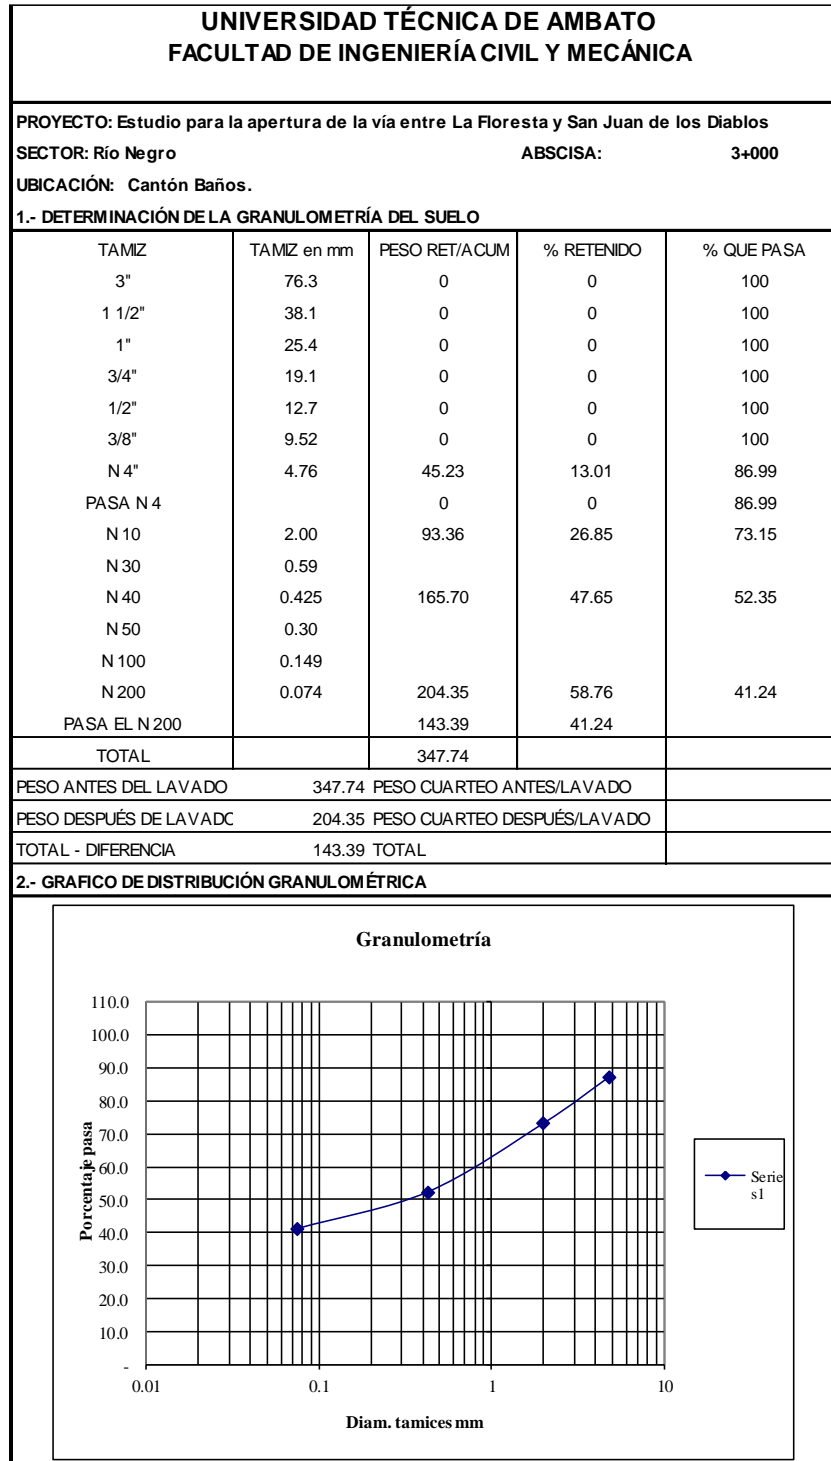 UNIVERSIDAD TÉCNICA DE AMBATO
FACULTAD DE INGENIERÍA CIVIL Y MECÁNICA
PROYECTO: Estudio para la apertura de la vía entre La Floresta y San Juan de los Diablos
SECTOR: Río Negro ABSCISA: 3+000
UBICACIÓN: Cantón Baños.
1.- DETERMINACIÓN DE LA GRANULOMETRÍA DEL SUELO
TAMIZ TAMIZ en mm PESO RET/ACUM % RETENIDO % QUE PASA
3" 76.3 0 0 100
1 1/2" 38.1 0 0 100
1" 25.4 0 0 100
3/4" 19.1 0 0 100
1/2" 12.7 0 0 100
3/8" 9.52 0 0 100
N 4" 4.76 45.23 13.01 86.99
PASA N 4 0 0 86.99
N 10 2.00 93.36 26.85 73.15
N 30 0.59
N 40 0.425 165.70 47.65 52.35
N 50 0.30
N 100 0.149
N 200 0.074 204.35 58.76 41.24
PASA EL N 200 143.39 41.24
TOTAL 347.74
PESO ANTES DEL LAVADO 347.74 PESO CUARTEO ANTES/LAVADO
PESO DESPUÉS DE LAVADO 204.35 PESO CUARTEO DESPUÉS/LAVADO
TOTAL - DIFERENCIA 143.39 TOTAL
2.- GRAFICO DE DISTRIBUCIÓN GRANULOMÉTRICA
Granulometría
110.0
100.0
90.0
80.0
70.0
60.0
50.0
40.0
30.0
20.0
10.0
-
Porcentaje pasa
0.01 0.1 1 10
Diam. tamices mm
Serie
s1